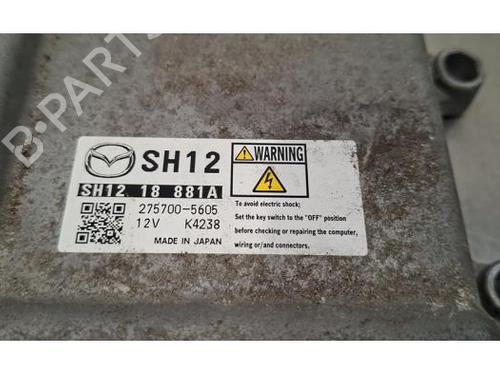 B-PARTS
SH12
SH12 18 881A
275700-5605
12V K4238
MADE IN JAPAN
WARNING
To avoid electric shock;
Set the key switch to the "OFF" position
before checking or repairing the computer,
wiring or/and connectors.